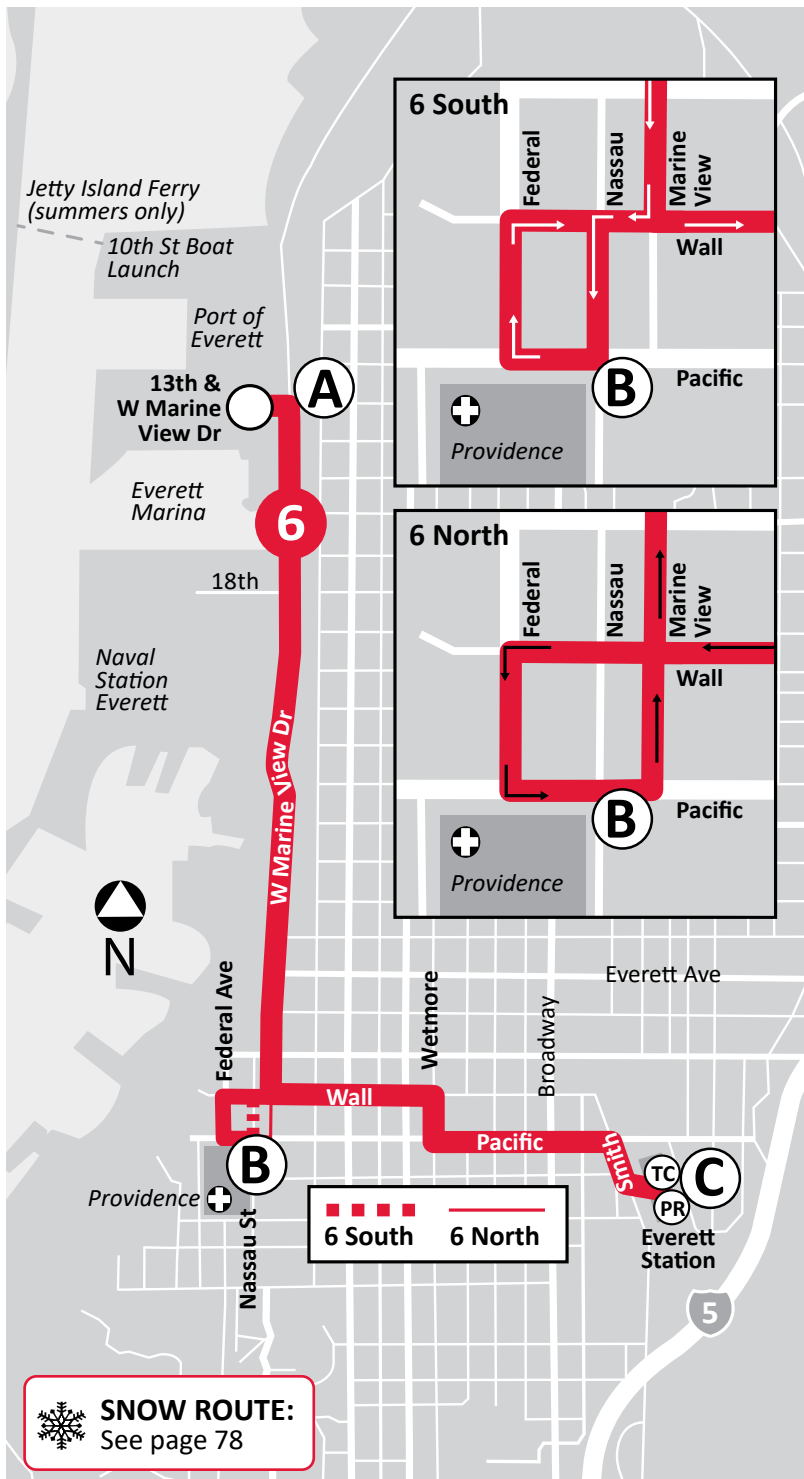 Jetty Island Ferry
(summers only)
10th St Boat
Launch
Port of
Everett
13th &
W Marine
View Dr
A
Everett
Marina
6
18th
Naval
Station
Everett
W Marine View Dr
N
6 South
Federal
Nassau
Marine
View
Wall
B
Pacific
Providence
6 North
Federal
Nassau
Marine
View
Wall
B
Pacific
Providence
Everett Ave
Federal Ave
Wetmore
Broadway
Wall
Pacific
Smith
B
TC
C
PR
Everett
Station
Providence
Nassau St
6 South
6 North
5
SNOW ROUTE:
See page 78